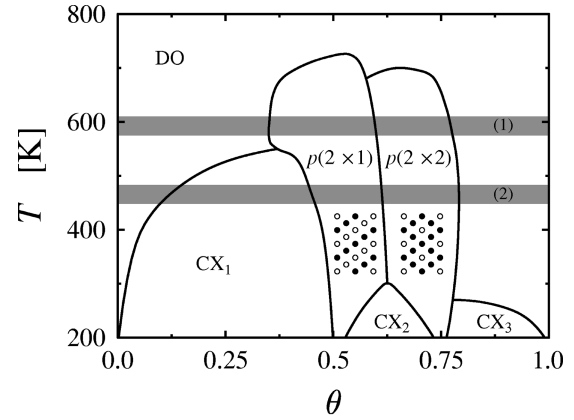 800
600
400
200
T [K]
DO
(1)
p(2 ×1) p(2 ×2)
(2)
CX1
CX2
CX3
0.0 0.25 0.5 0.75 1.0
θ